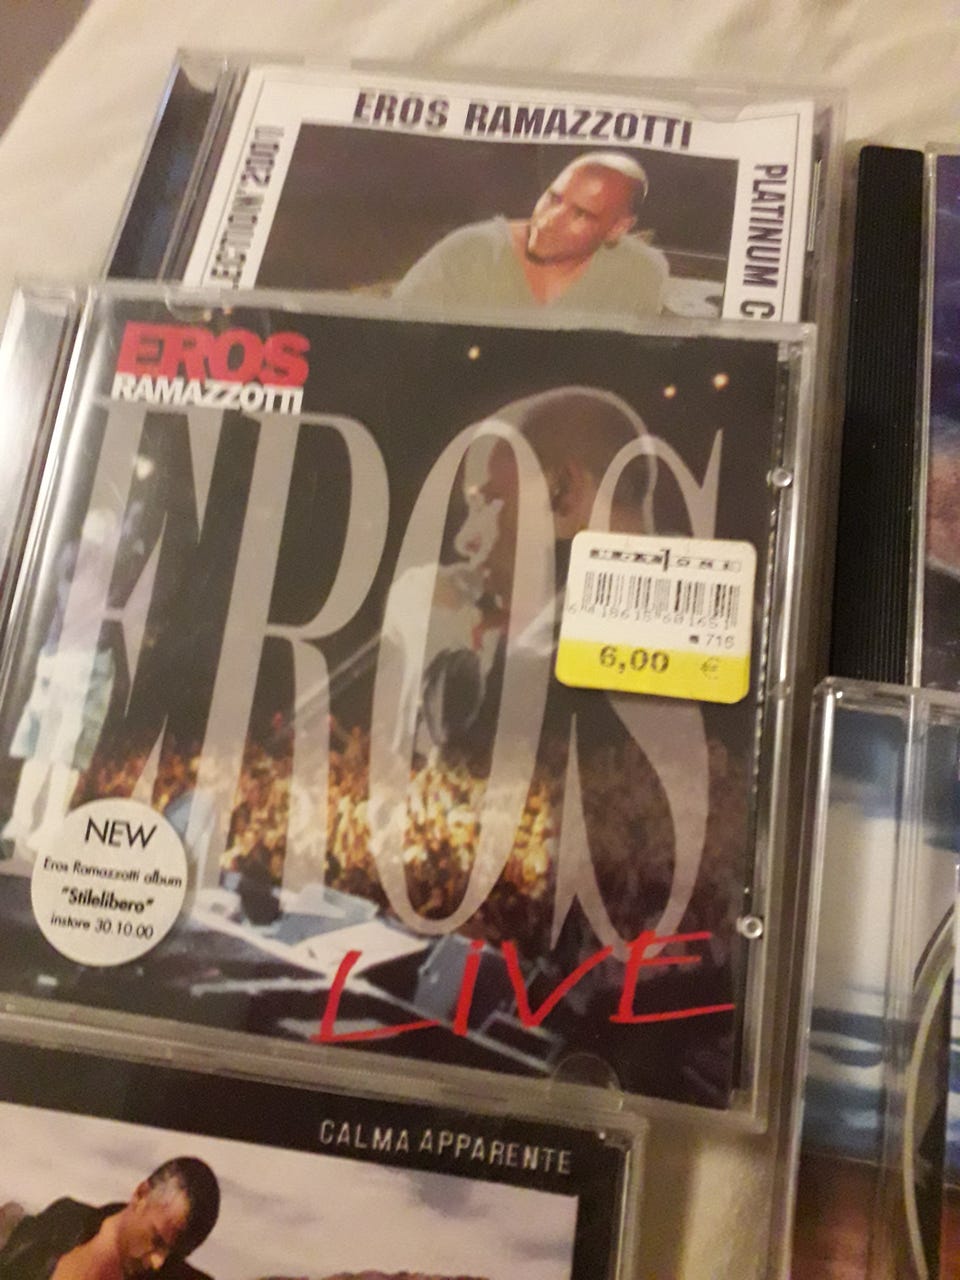 EROS RAMAZZOTTI
PLATINUM C
EROS
RAMAZZOTTI
EROS
716
6,00 €
NEW
Eros Ramazzotti album
"Stilelibero"
instore 30.10.00
LIVE
CALMA APPARENTE